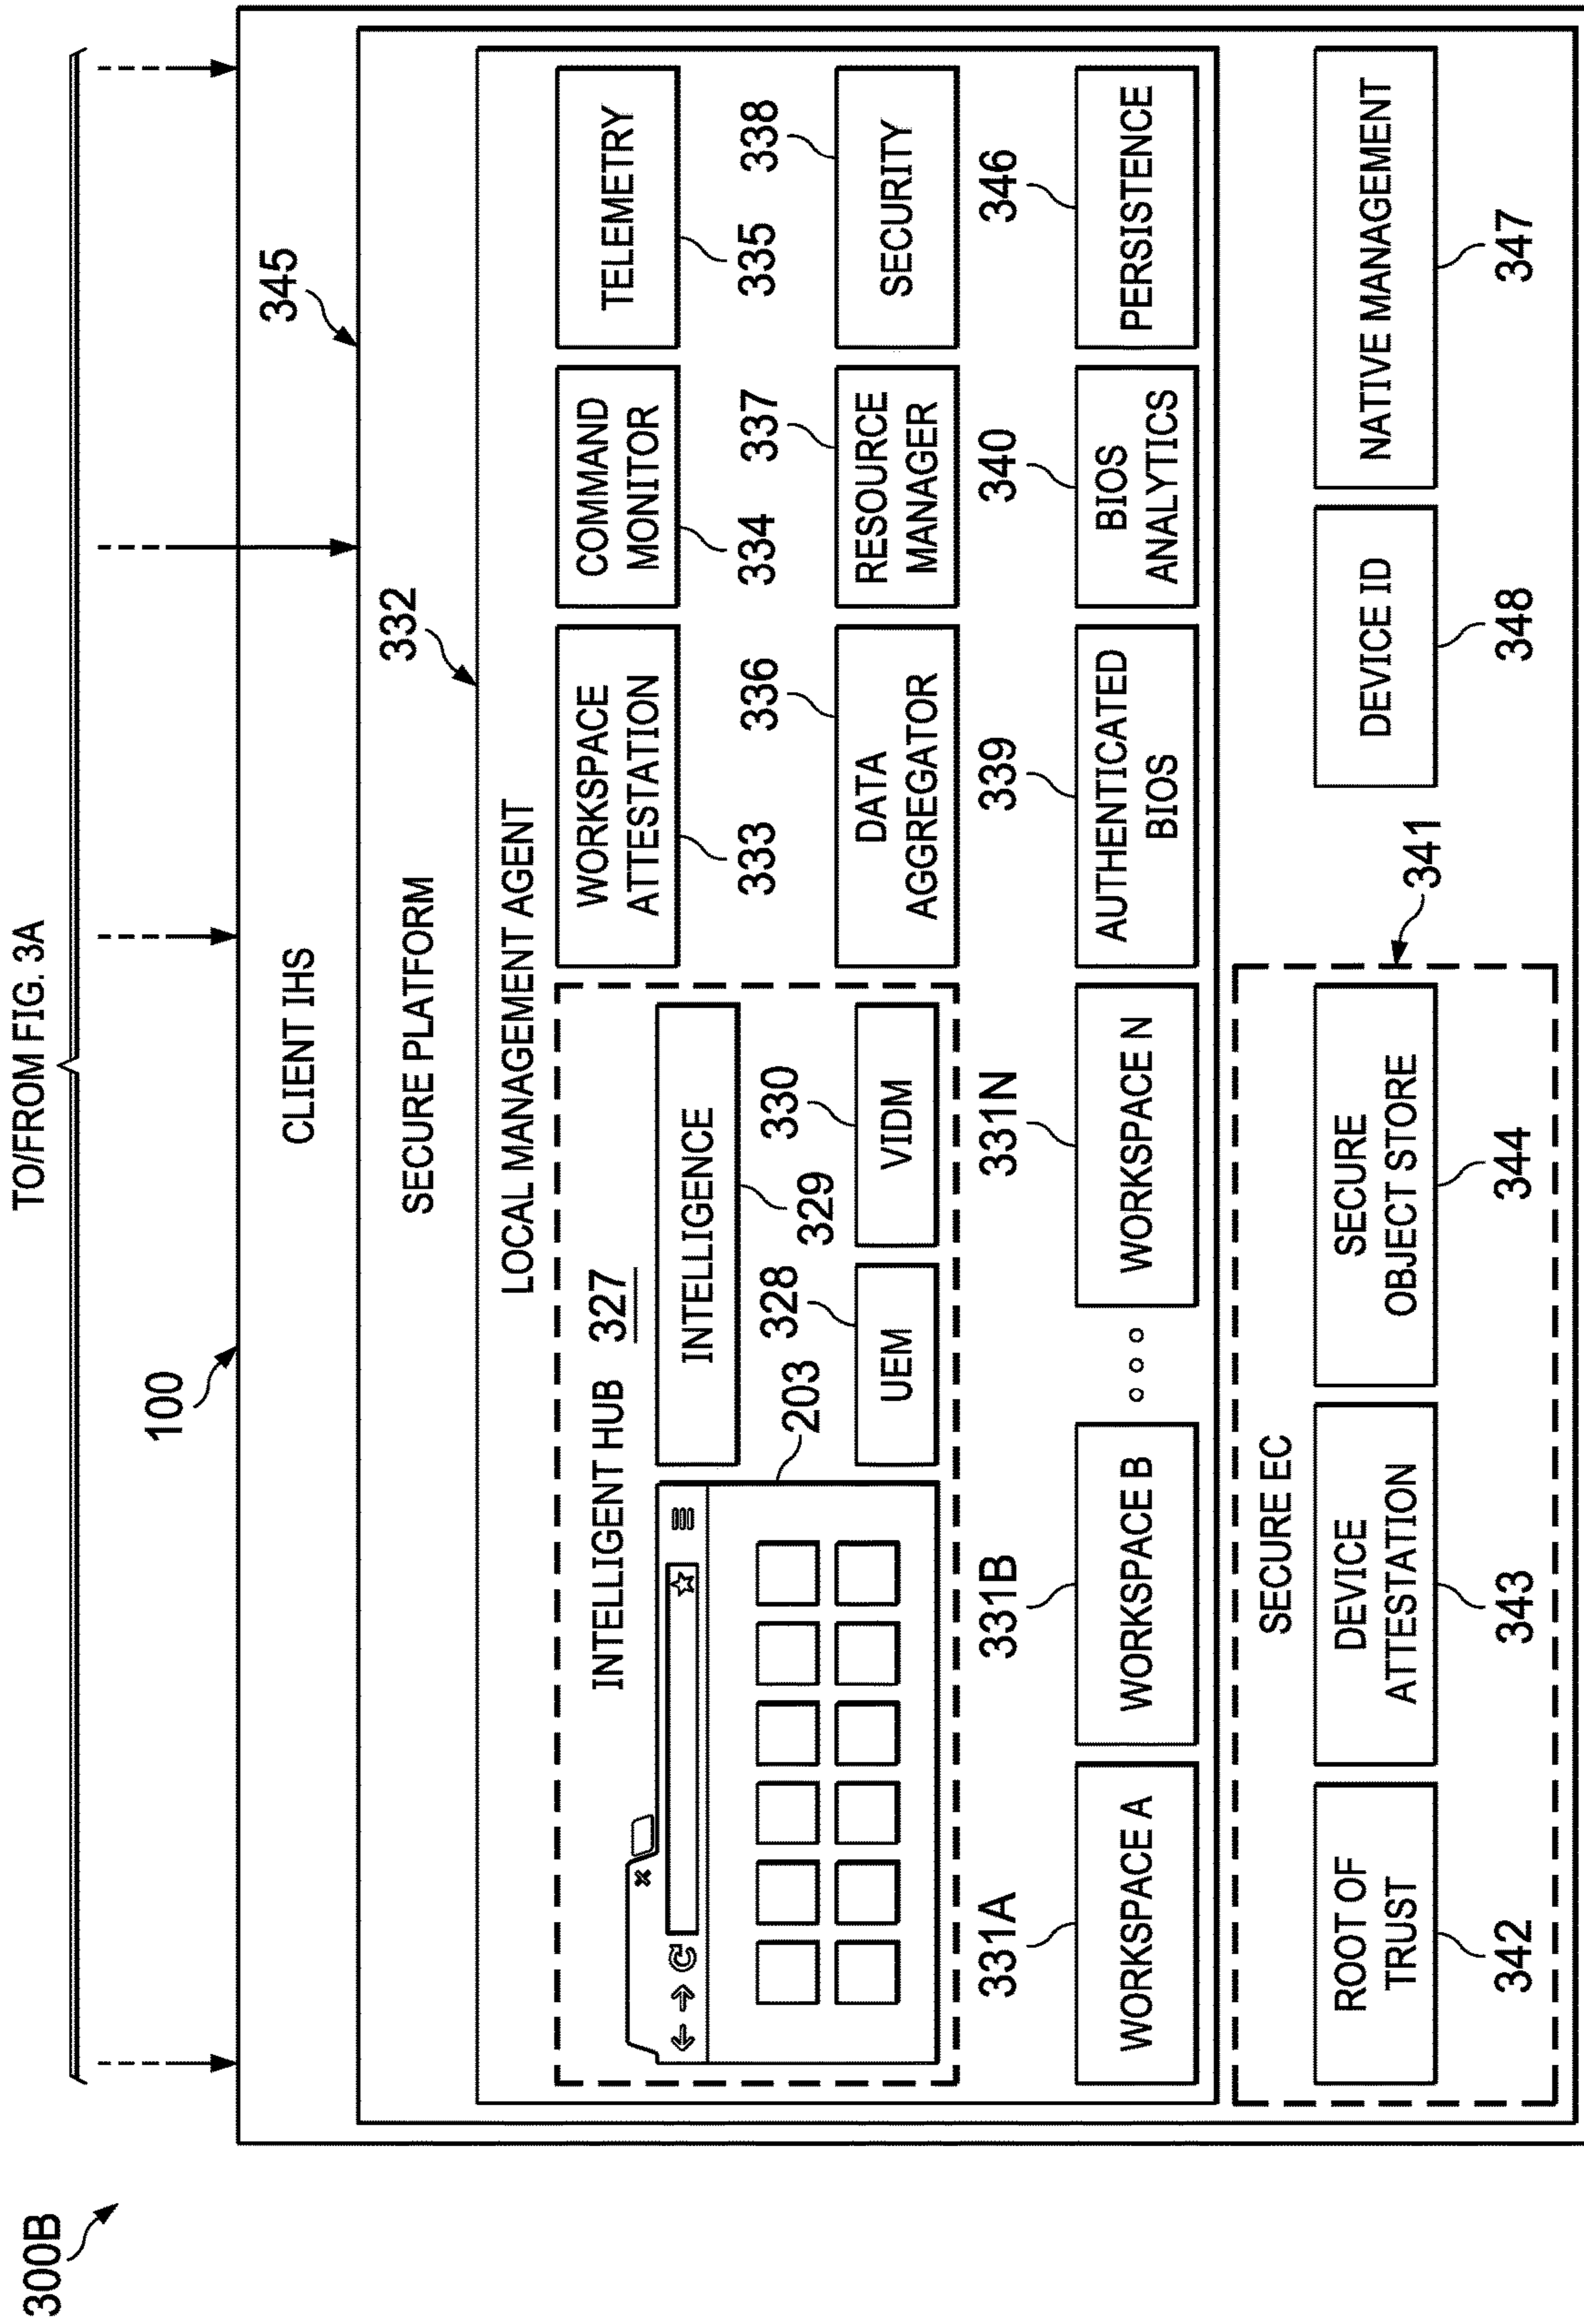 300B
TO/FROM FIG. 3A
100
CLIENT IHS
345
SECURE PLATFORM
332
LOCAL MANAGEMENT AGENT
INTELLIGENT HUB 327
INTELLIGENCE
329
203
328
UEM
330
VIDM
WORKSPACE
ATTESTATION
333
COMMAND
MONITOR
334
TELEMETRY
335
336
DATA
AGGREGATOR
337
RESOURCE
MANAGER
338
SECURITY
331A
WORKSPACE A
331B
WORKSPACE B
331N
WORKSPACE N
339
AUTHENTICATED
BIOS
340
BIOS
ANALYTICS
346
PERSISTENCE
SECURE EC
341
ROOT OF
TRUST
342
DEVICE
ATTESTATION
343
SECURE
OBJECT STORE
344
DEVICE ID
348
NATIVE MANAGEMENT
347